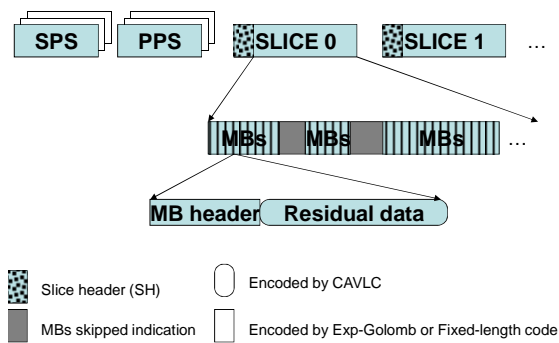 SPS PPS SLICE 0 SLICE 1 ...
MBs MBs MBs ...
MB header Residual data
Slice header (SH) Encoded by CAVLC
MBs skipped indication Encoded by Exp-Golomb or Fixed-length code